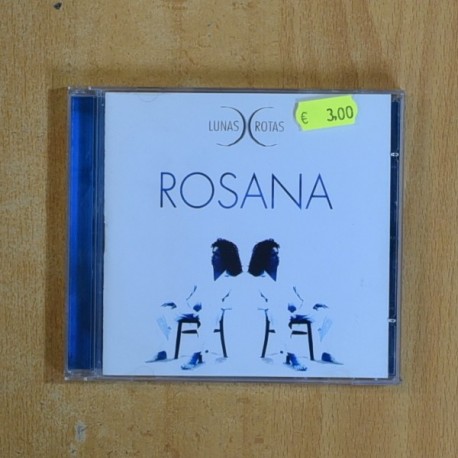 LUNAS ROTAS
€ 3,00
ROSANA